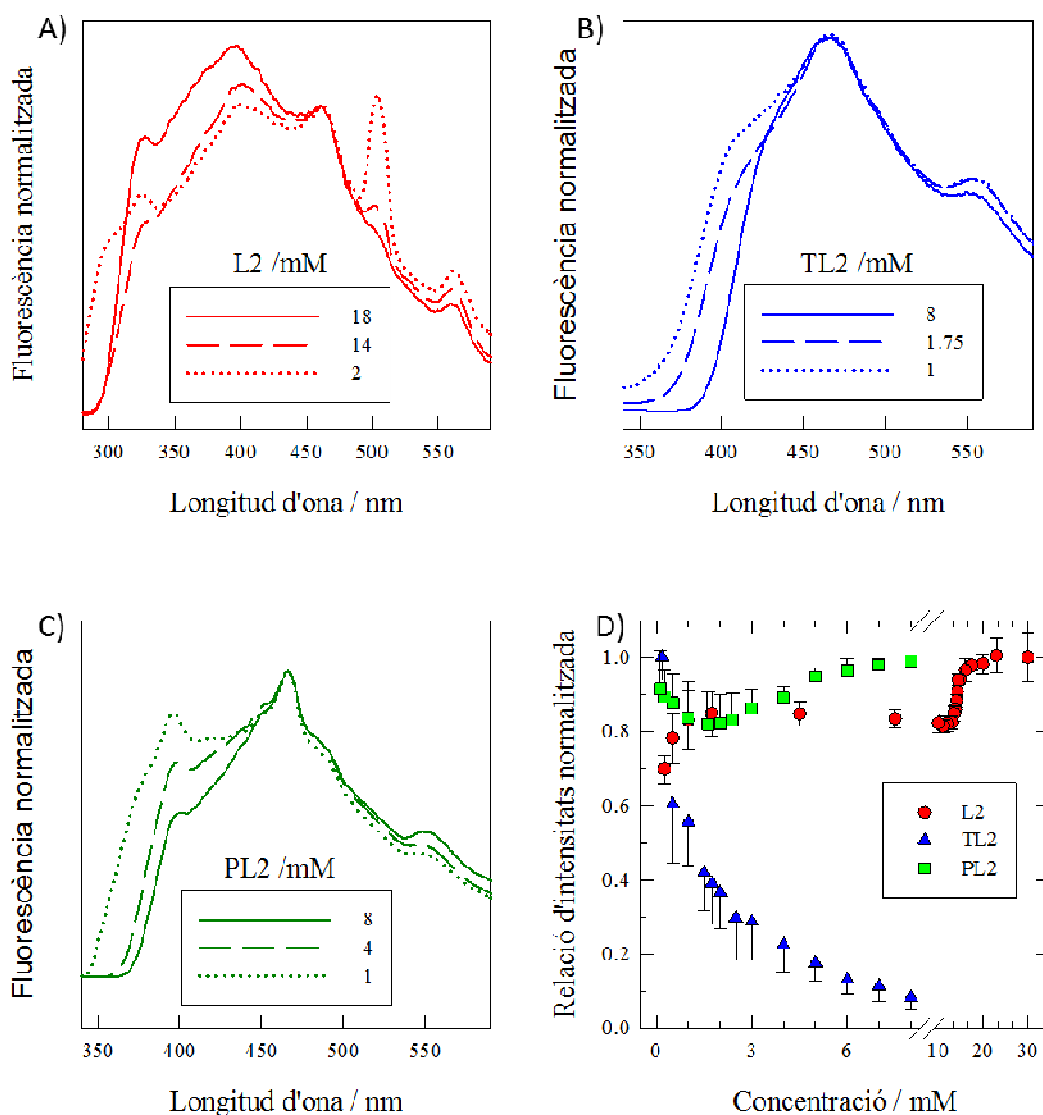 A)
Fluorescència normalitzada
L2 /mM
18
14
2
300 350 400 450 500 550
Longitud d'ona / nm
B)
Fluorescència normalitzada
TL2 /mM
8
1.75
1
350 400 450 500 550
Longitud d'ona / nm
C)
Fluorescència normalitzada
PL2 /mM
8
4
1
350 400 450 500 550
Longitud d'ona / nm
D)
Relació d'intensitats normalitzada
1.0
0.8
0.6
0.4
0.2
0.0
L2
TL2
PL2
0 3 6 10 20 30
Concentració / mM